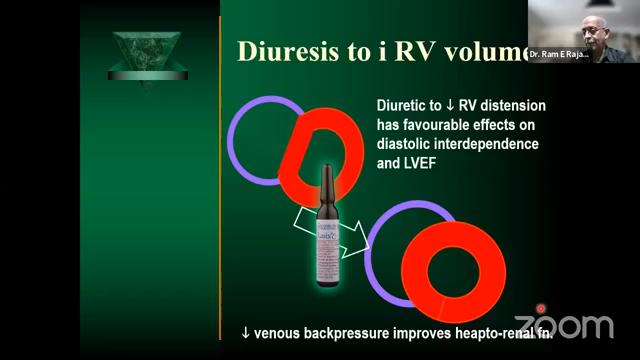 Diuresis to i RV volume
Dr. Ram E Raja...
Diuretic to ↓ RV distension
has favourable effects on
diastolic interdependence
and LVEF
Lasix
↓ venous backpressure improves heapto-renal fn.
zoom